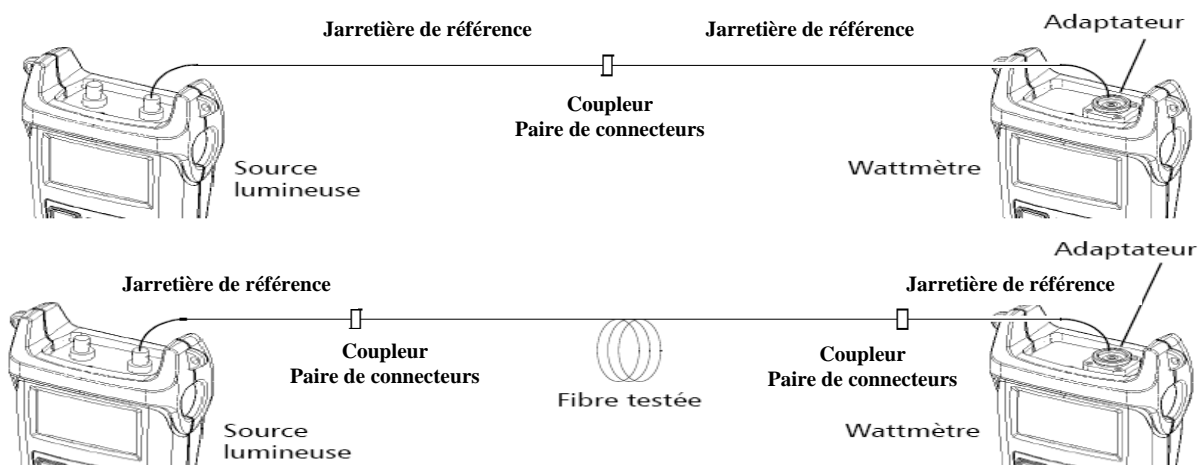 Jarretière de référence
Jarretière de référence
Adaptateur
Coupleur
Paire de connecteurs
Source
lumineuse
Wattmètre
Adaptateur
Jarretière de référence
Jarretière de référence
Coupleur
Paire de connecteurs
Coupleur
Paire de connecteurs
Fibre testée
Source
lumineuse
Wattmètre